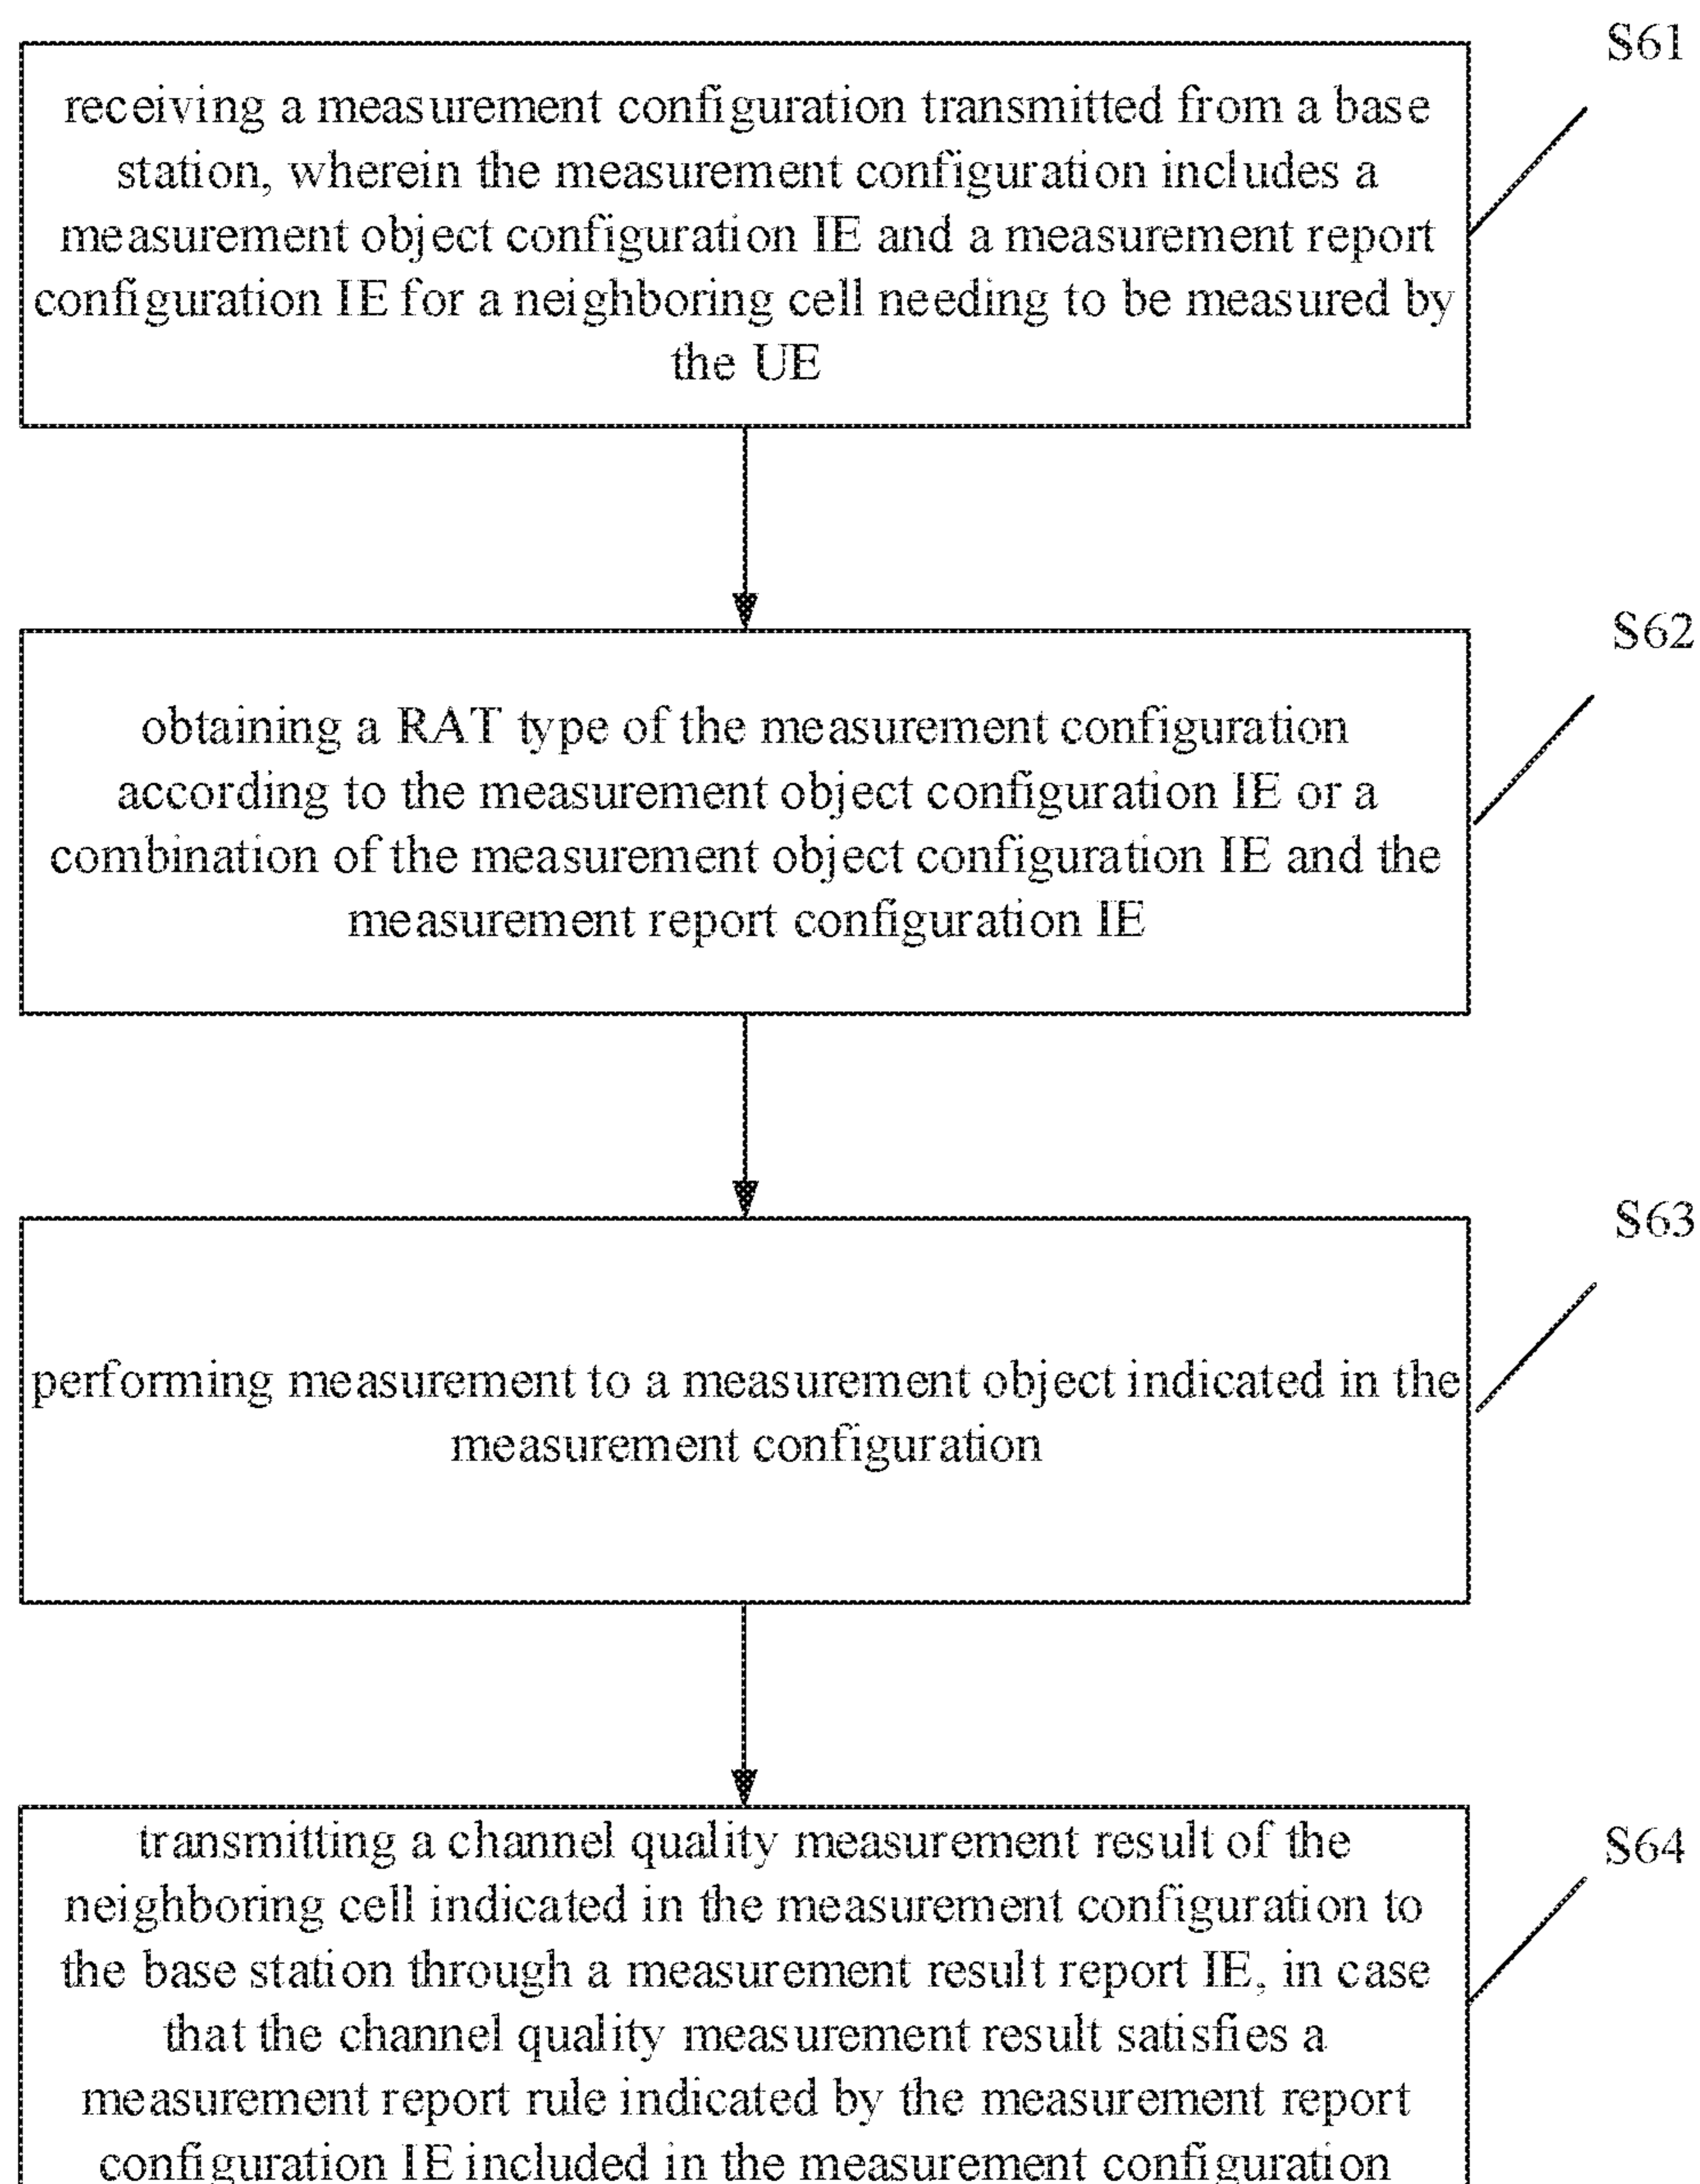 S61
receiving a measurement configuration transmitted from a base
station, wherein the measurement configuration includes a
measurement object configuration IE and a measurement report
configuration IE for a neighboring cell needing to be measured by
the UE
S62
obtaining a RAT type of the measurement configuration
according to the measurement object configuration IE or a
combination of the measurement object configuration IE and the
measurement report configuration IE
S63
performing measurement to a measurement object indicated in the
measurement configuration
S64
transmitting a channel quality measurement result of the
neighboring cell indicated in the measurement configuration to
the base station through a measurement result report IE, in case
that the channel quality measurement result satisfies a
measurement report rule indicated by the measurement report
configuration IE included in the measurement configuration